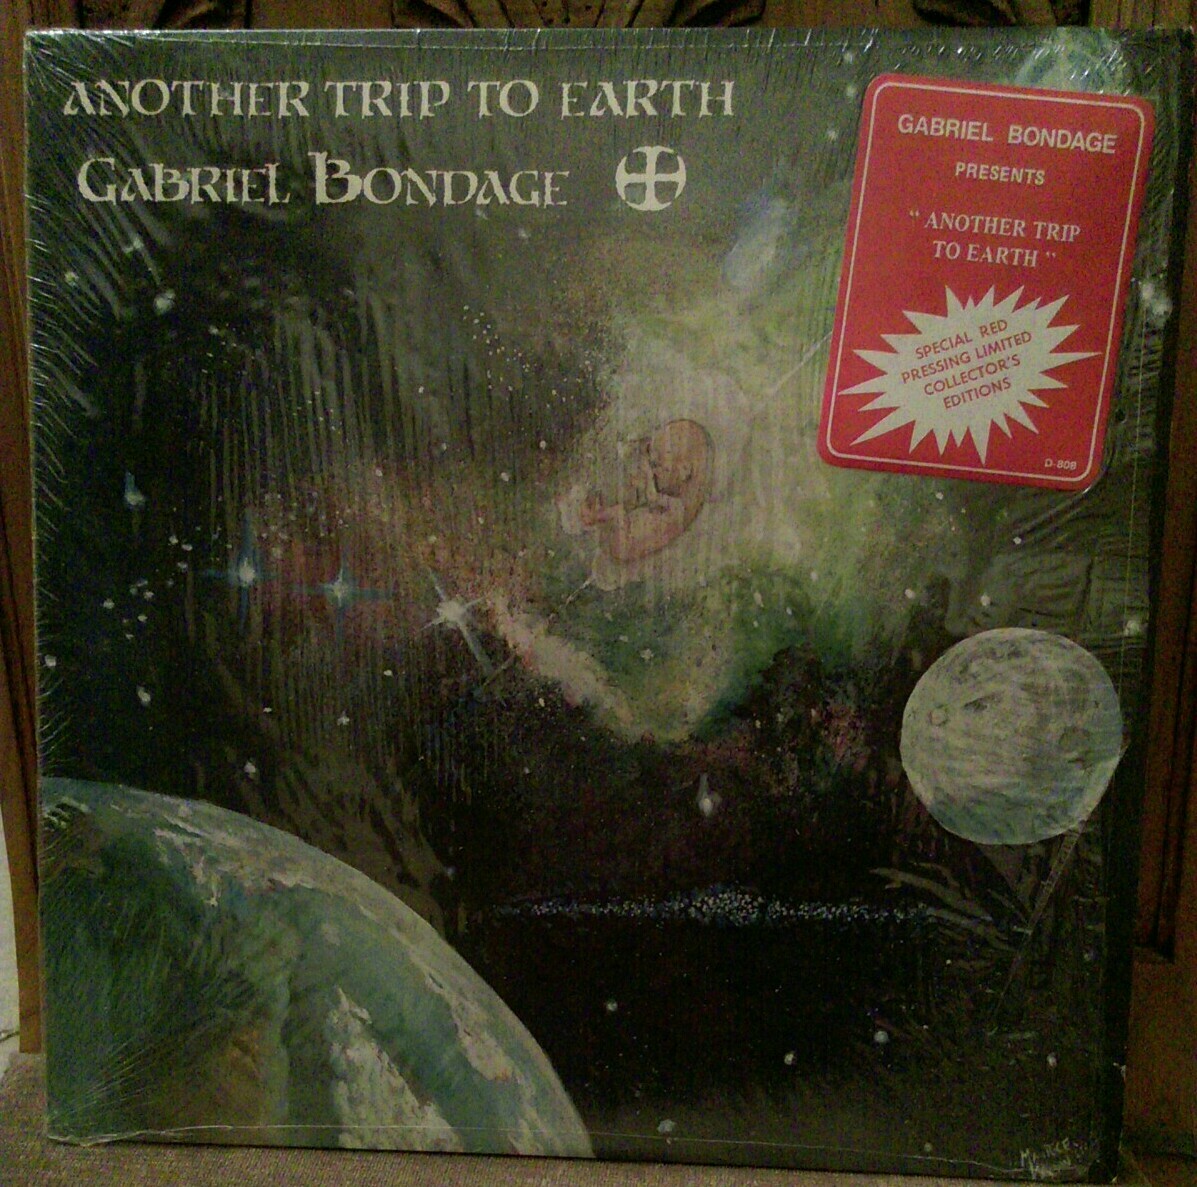 ANOTHER TRIP TO EARTH
GABRIEL BONDAGE
GABRIEL BONDAGE
PRESENTS
“ ANOTHER TRIP
TO EARTH ”
SPECIAL RED
PRESSING LIMITED
COLLECTOR'S
EDITIONS
D-808